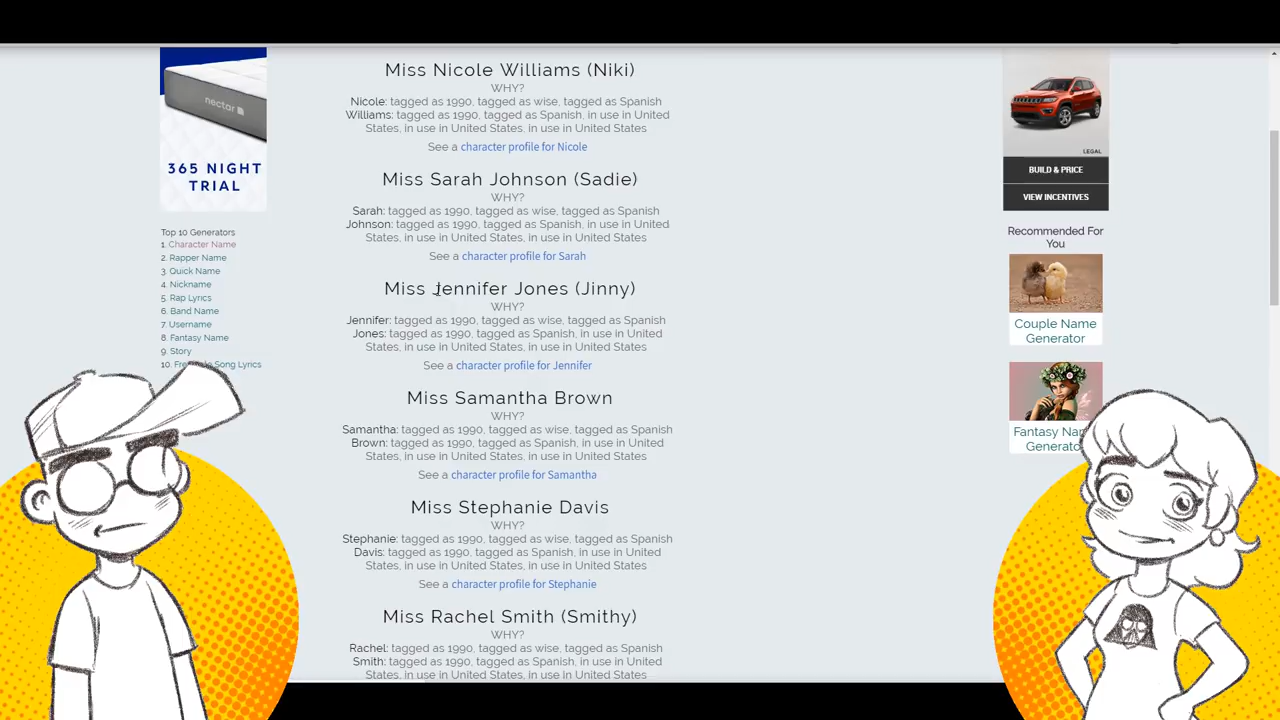 nectar
365 NIGHT
TRIAL
Top 10 Generators
1. Character Name
2. Rapper Name
3. Quick Name
4. Nickname
5. Rap Lyrics
6. Band Name
7. Username
8. Fantasy Name
9. Story
10. Song Lyrics
Miss Nicole Williams (Niki)
WHY?
Nicole: tagged as 1990, tagged as wise, tagged as Spanish
Williams: tagged as 1990, tagged as Spanish, in use in United
States, in use in United States, in use in United States
See a character profile for Nicole
Miss Sarah Johnson (Sadie)
WHY?
Sarah: tagged as 1990, tagged as wise, tagged as Spanish
Johnson: tagged as 1990, tagged as Spanish, in use in United
States, in use in United States, in use in United States
See a character profile for Sarah
Miss Jennifer Jones (Jinny)
WHY?
Jennifer: tagged as 1990, tagged as wise, tagged as Spanish
Jones: tagged as 1990, tagged as Spanish, in use in United
States, in use in United States, in use in United States
See a character profile for Jennifer
Miss Samantha Brown
WHY?
Samantha: tagged as 1990, tagged as wise, tagged as Spanish
Brown: tagged as 1990, tagged as Spanish, in use in United
States, in use in United States, in use in United States
See a character profile for Samantha
Miss Stephanie Davis
WHY?
Stephanie: tagged as 1990, tagged as wise, tagged as Spanish
Davis: tagged as 1990, tagged as Spanish, in use in United
States, in use in United States, in use in United States
See a character profile for Stephanie
Miss Rachel Smith (Smithy)
WHY?
Rachel: tagged as 1990, tagged as wise, tagged as Spanish
Smith: tagged as 1990, tagged as Spanish, in use in United
States, in use in United States, in use in United States
LEGAL
BUILD & PRICE
VIEW INCENTIVES
Recommended For
You
Couple Name
Generator
Fantasy